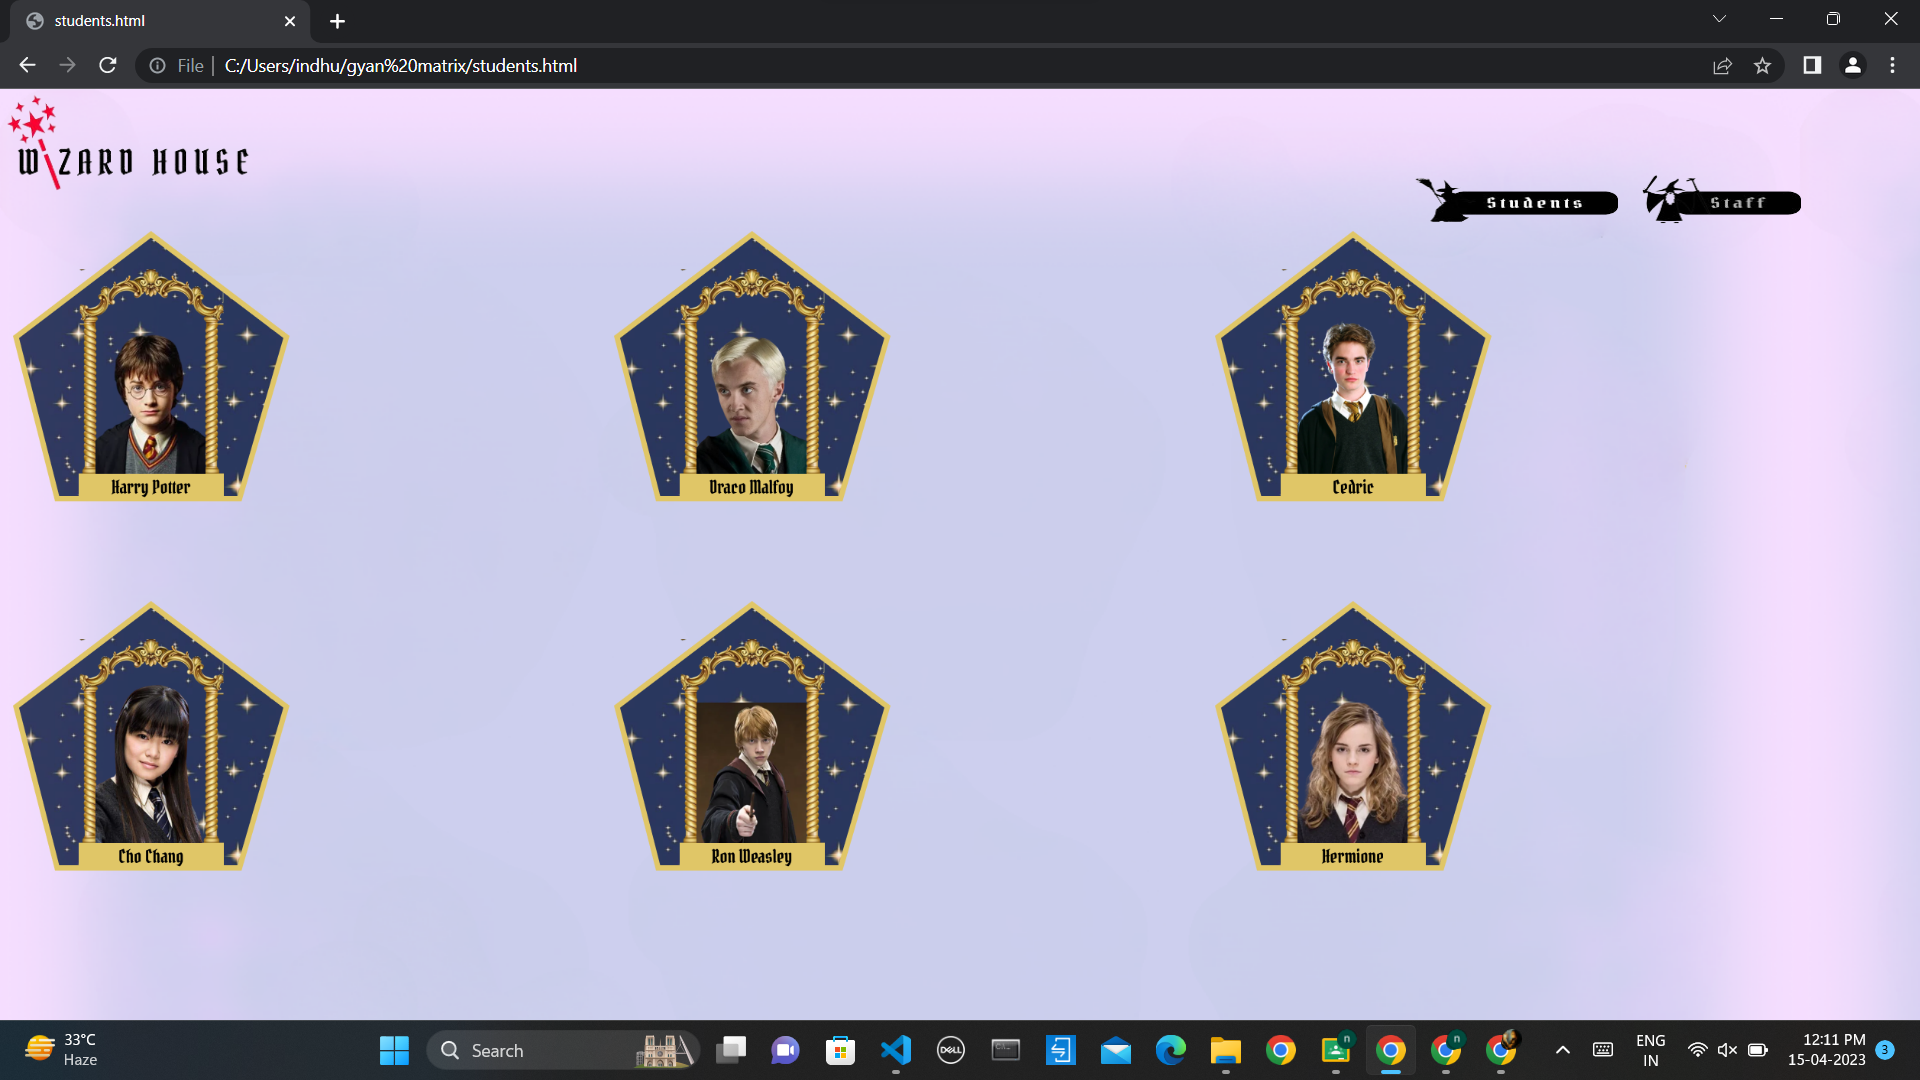 students.html
File
C:/Users/indhu/gyan%20matrix/students.html
WIZARD HOUSE
Students
Staff
Harry Potter
Draco Malfoy
Cedric
Cho Chang
Ron Weasley
Hermione
33°C
Haze
Search
DELL
n
n
ENG
IN
12:11 PM
15-04-2023
3